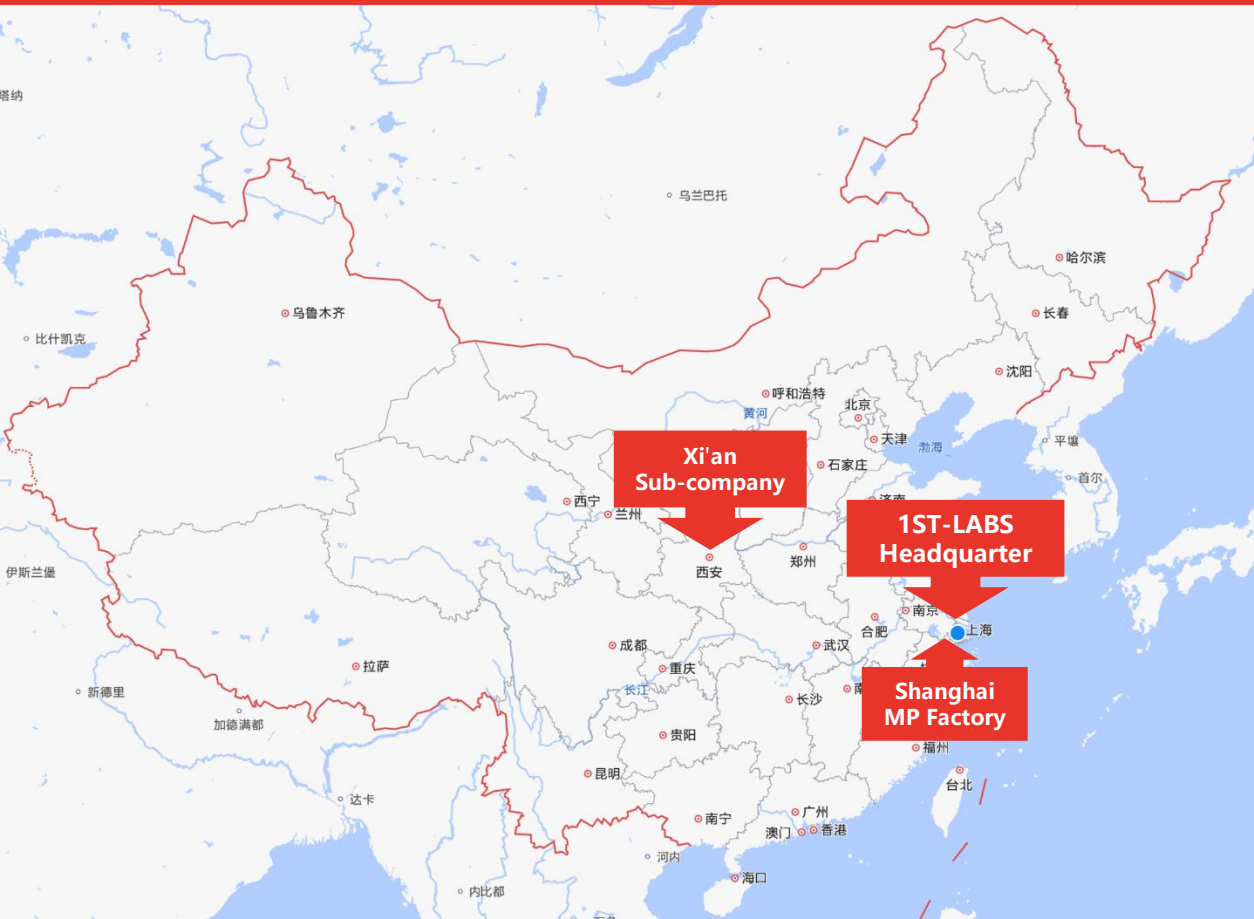 塔纳
乌兰巴托
哈尔滨
乌鲁木齐
长春
比什凯克
沈阳
呼和浩特
北京
黄河
天津
渤海
平壤
Xi'an
Sub-company
石家庄
首尔
西宁
济南
兰州
1ST-LABS
Headquarter
郑州
西安
伊斯兰堡
南京
合肥
上海
成都
武汉
拉萨
重庆
新德里
长江
Shanghai
MP Factory
长沙
加德满都
贵阳
福州
昆明
台北
达卡
广州
南宁
澳门
香港
河内
海口
内比都